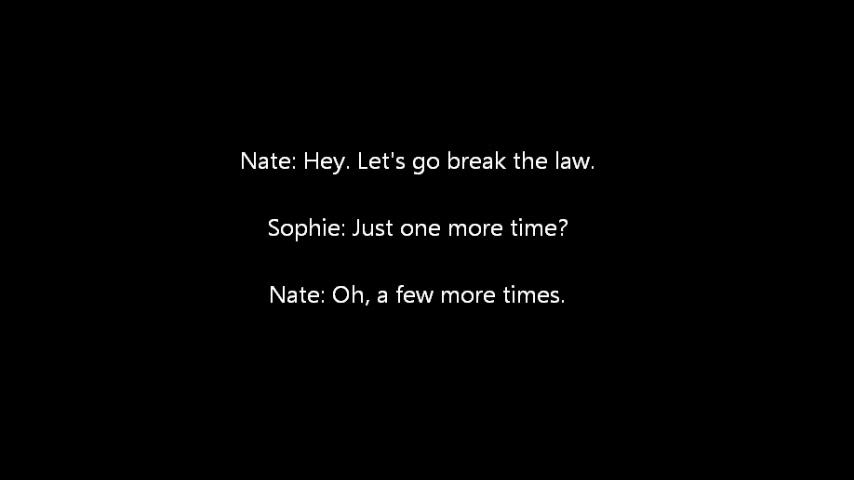 Nate: Hey. Let's go break the law.
Sophie: Just one more time?
Nate: Oh, a few more times.